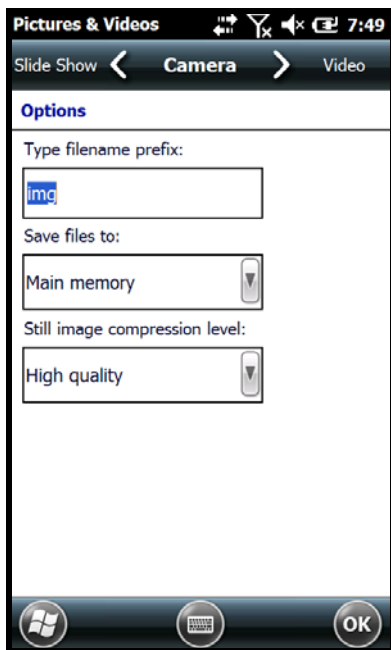 Pictures & Videos 7:49
Slide Show Camera Video
Options
Type filename prefix:
img
Save files to:
Main memory
Still image compression level:
High quality
OK